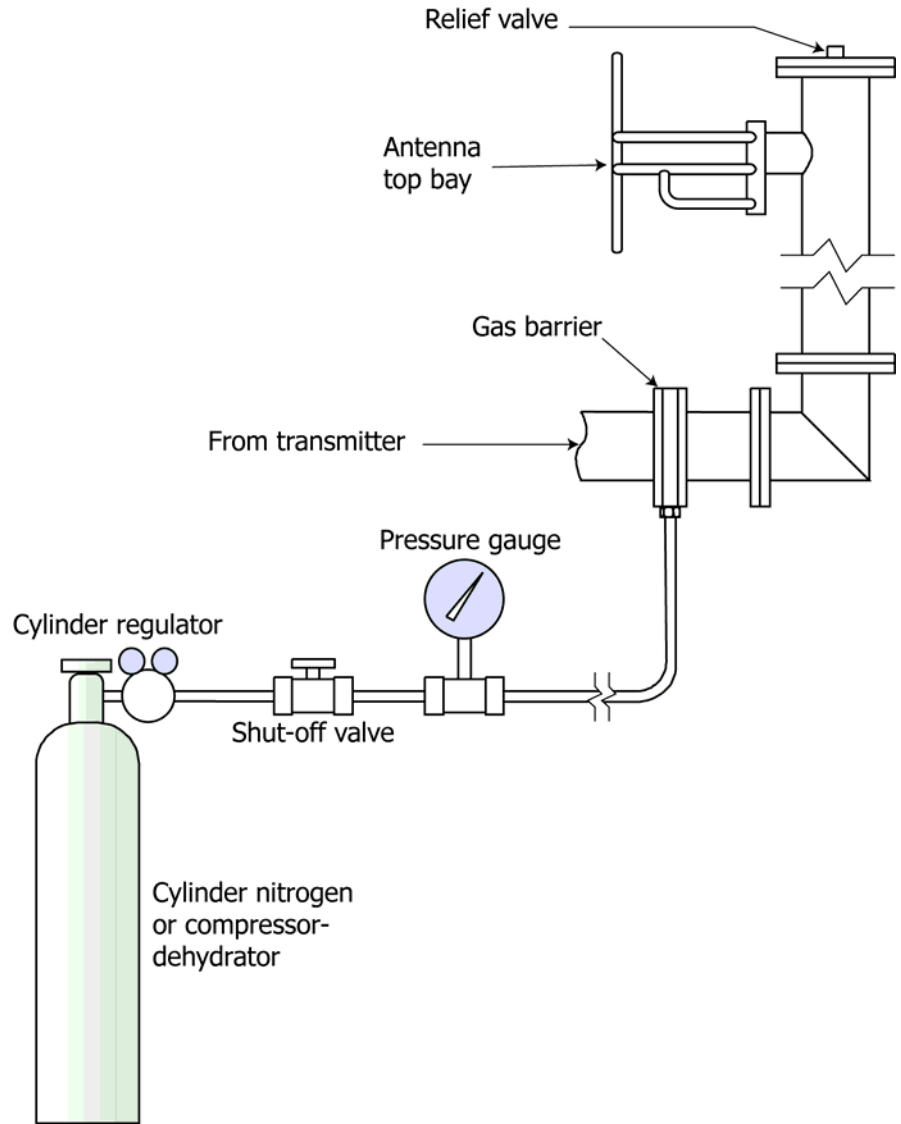 Relief valve
Antenna
top bay
Gas barrier
From transmitter
Pressure gauge
Cylinder regulator
Shut-off valve
Cylinder nitrogen
or compressor-
dehydrator